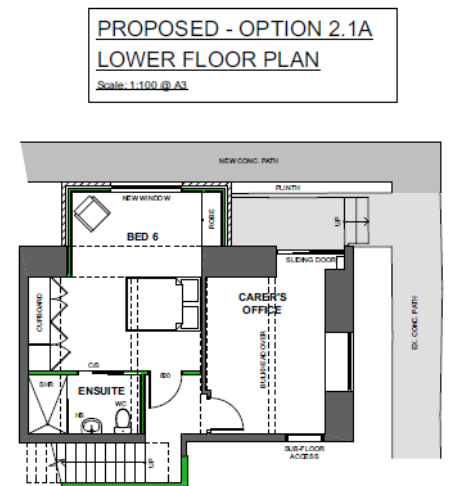 PROPOSED - OPTION 2.1A
LOWER FLOOR PLAN
Scale: 1:100 @ A3
NEW CONC. PATH
PLINTH
NEW WINDOW
ROBE
UP
BED 6
SLIDING DOOR
CUPBOARD
CARER'S
OFFICE
EX. CONC. PATH
BULKHEAD OVER
C/S
820
SHR
ENSUITE
WC
HB
UP
SUB-FLOOR
ACCESS